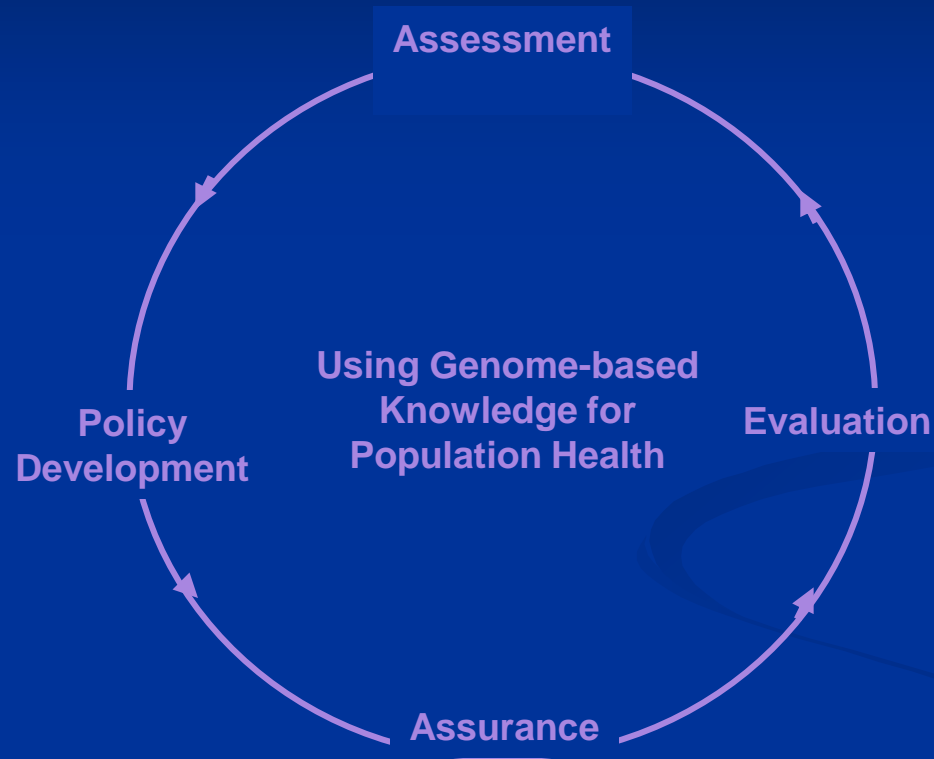 Assessment
Using Genome-based
Knowledge for
Population Health
Policy
Development
Evaluation
Assurance